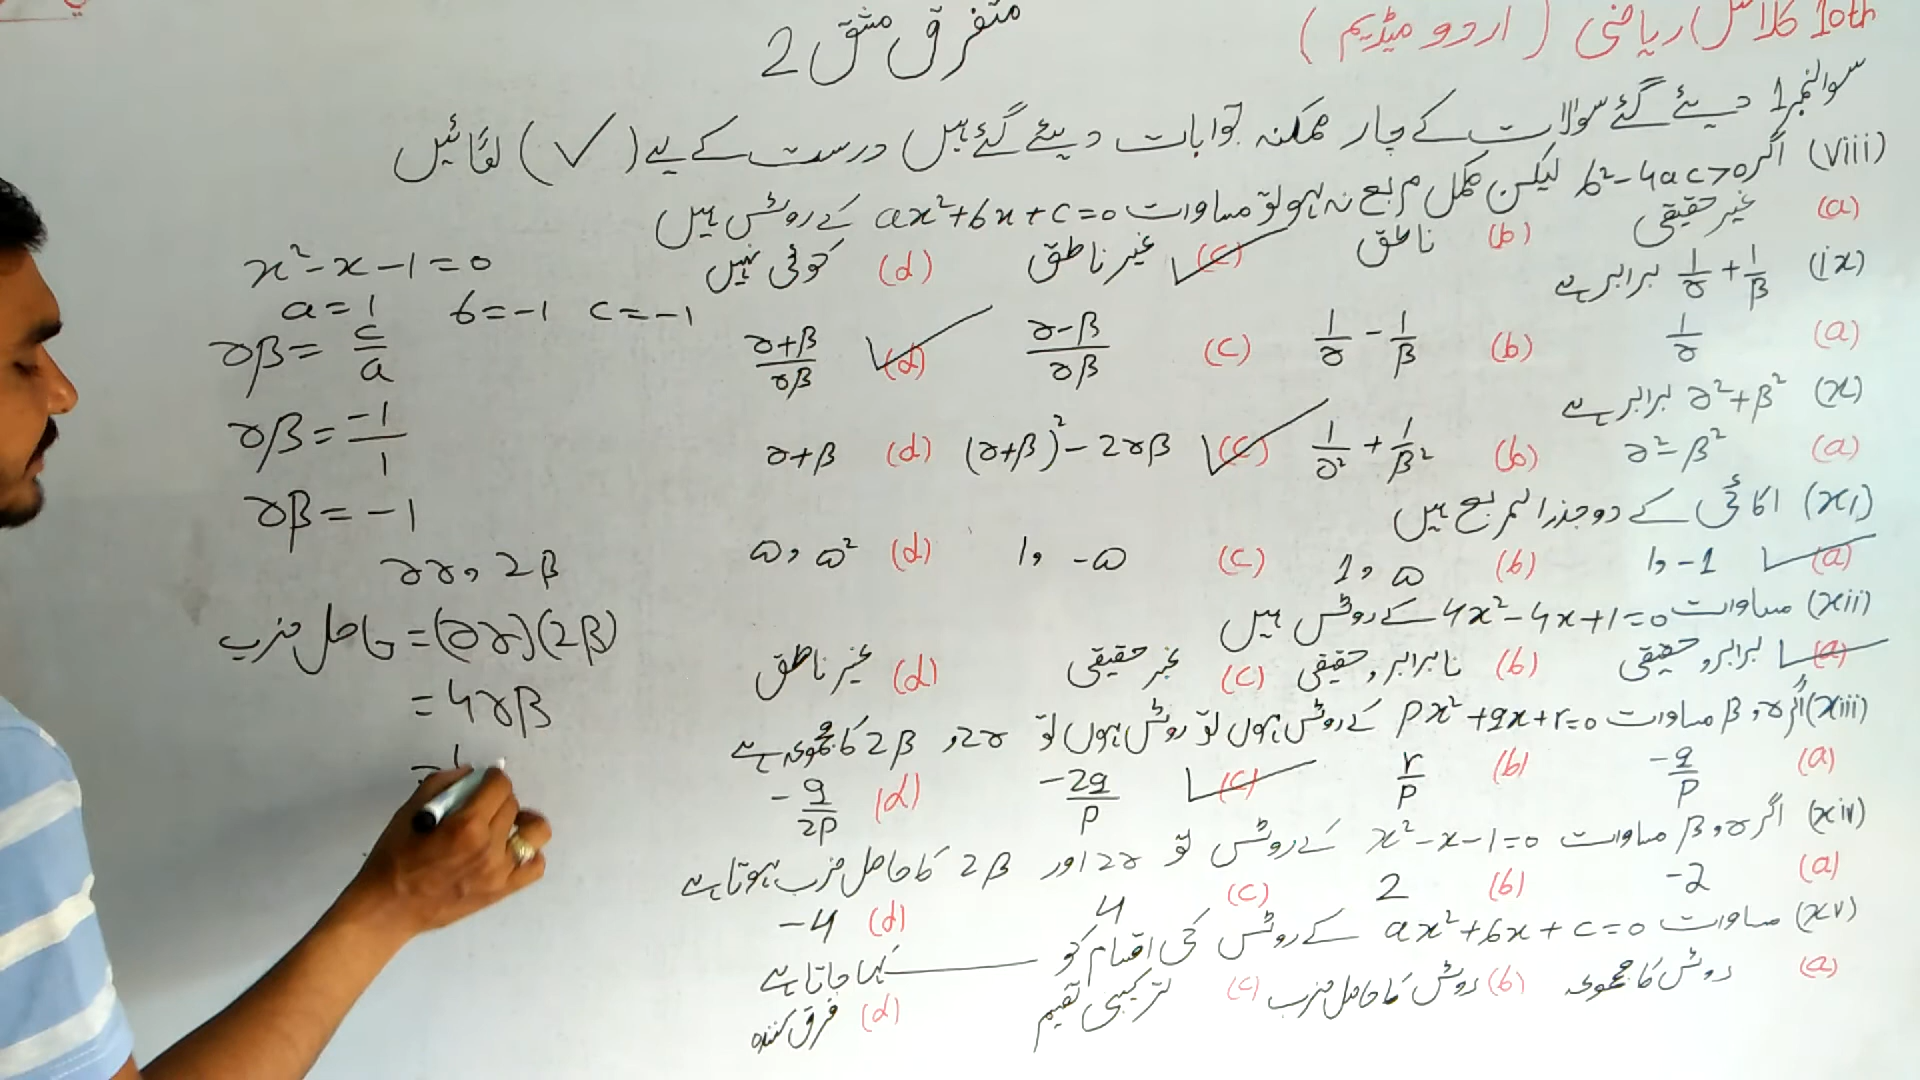 10th کلاس ریاضی ( اردو میڈیم )
متفرق مشق 2
سوالنمبر1 دیئے گئے سوالات کے چار ممکنہ جوابات دیئے گئے ہیں درست کے لیے (✓) لگائیں
(viii) اگر b²-4ac>0 لیکن مکمل مربع نہ ہو تو مساوات ax²+bx+c=0 کے روٹس ہیں
(a) غیر حقیقی (b) ناطق (c) ✓ غیر ناطق (d) کوئی نہیں
(ix) 1/α + 1/β برابر ہے
(a) 1/α (b) 1/α - 1/β (c) α-β/αβ (d) ✓ α+β/αβ
(x) α²+β² برابر ہے
(a) α²-β² (b) 1/α² + 1/β² (c) ✓ (α+β)²-2αβ (d) α+β
(xi) اکائی کے دو جذر المربع ہیں
(a) ✓ 1, -1 (b) 1, ω (c) 1, -ω (d) ω, ω²
(xii) مساوات 4x²-4x+1=0 کے روٹس ہیں
(a) ✓ برابر, حقیقی (b) نابرابر, حقیقی (c) غیر حقیقی (d) غیر ناطق
(xiii) اگر α, β مساوات px²+qx+r=0 کے روٹس ہوں تو روٹس ہوں تو 2α, 2β کا مجموعہ ہے
(a) -q/p (b) r/p (c) ✓ -2q/p (d) -q/2p
(xiv) اگر α, β مساوات x²-x-1=0 کے روٹس تو 2α اور 2β کا حاصل ضرب ہوتا ہے
(a) -2 (b) 2 (c) 4 (d) -4
(xv) مساوات ax²+bx+c=0 کے روٹس کی اقسام کو ______ کہا جاتا ہے
(a) روٹس کا مجموعہ (b) روٹس کا حاصل ضرب (c) ترکیبی تقسیم (d) فرق کنندہ
x²-x-1=0
a=1 b=-1 c=-1
αβ = c/a
αβ = -1/1
αβ = -1
2α, 2β
حاصل ضرب = (2α)(2β)
= 4αβ
=